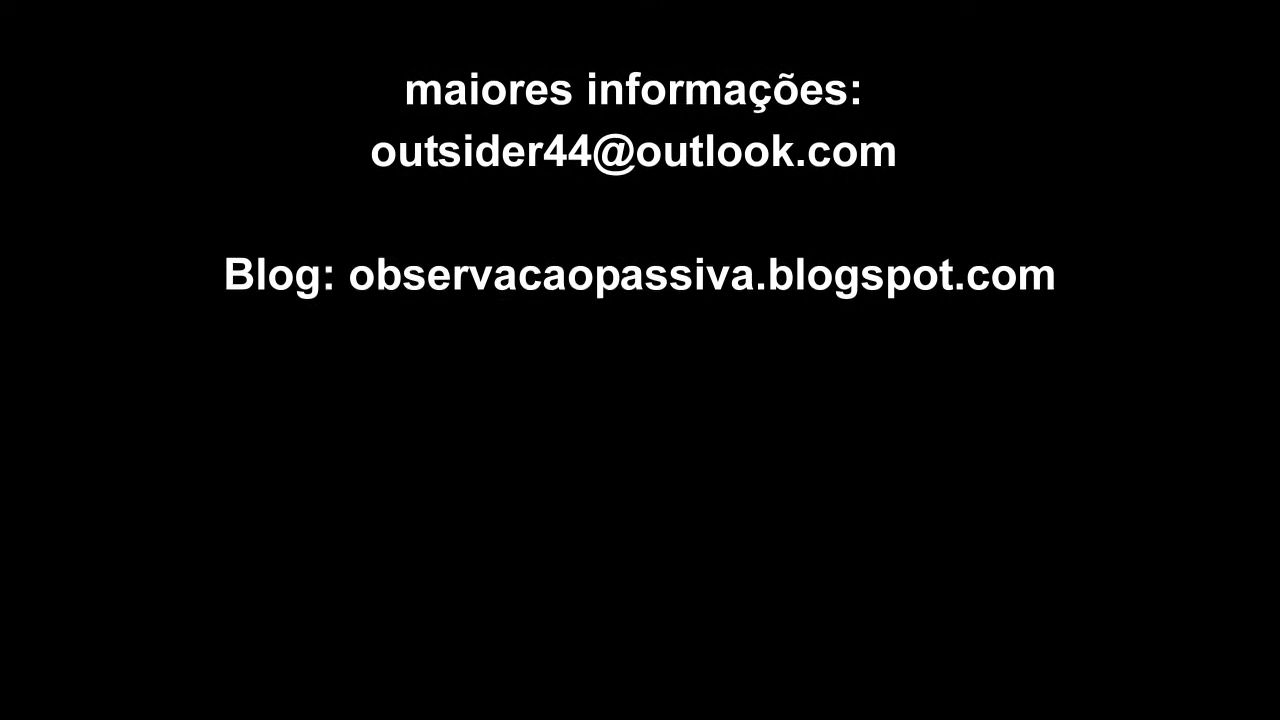 maiores informações:
outsider44@outlook.com
Blog: observacaopassiva.blogspot.com